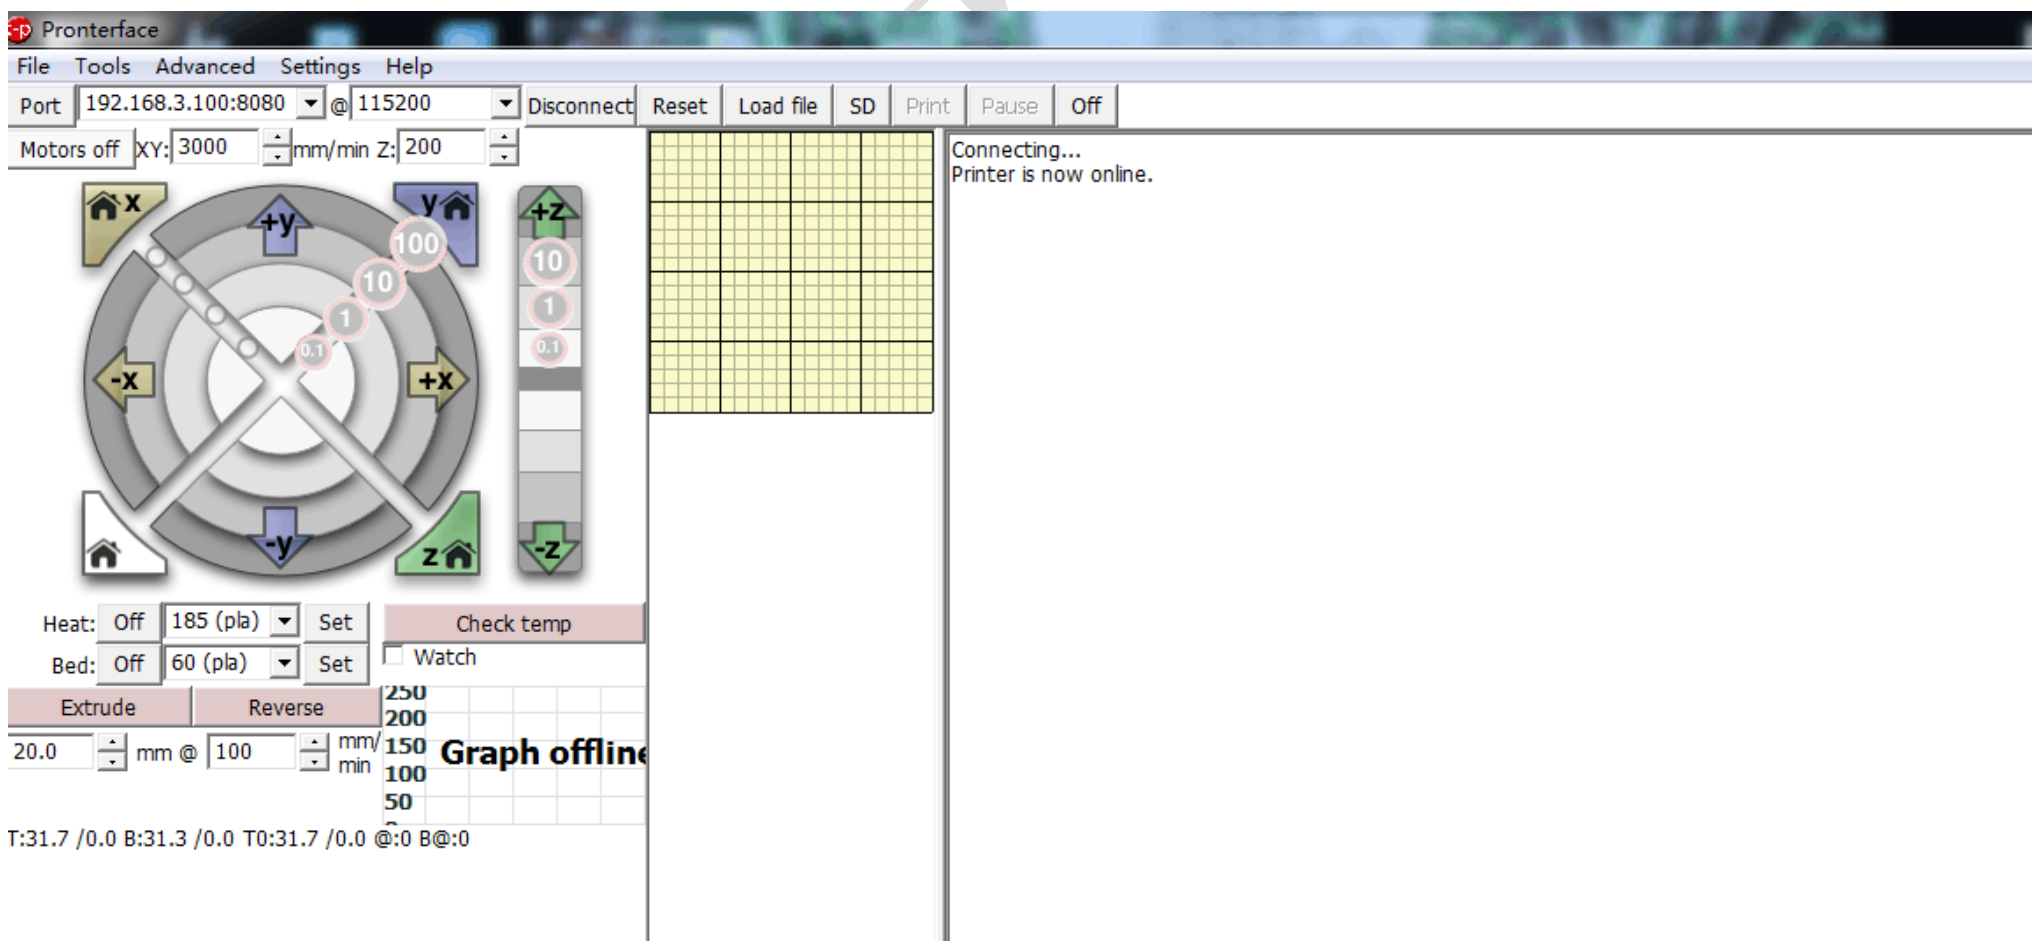 Pronterface
File Tools Advanced Settings Help
Port 192.168.3.100:8080 @ 115200 Disconnect Reset Load file SD Print Pause Off
Motors off XY: 3000 mm/min Z: 200
Connecting...
Printer is now online.
x +y y +z
100 10
10 1
1 0.1
0.1
-x +x
-y z -z
Heat: Off 185 (pla) Set Check temp
Bed: Off 60 (pla) Set Watch
Extrude Reverse
20.0 mm @ 100 mm/
min
250
200
150 Graph offline
100
50
T:31.7 /0.0 B:31.3 /0.0 T0:31.7 /0.0 @:0 B@:0